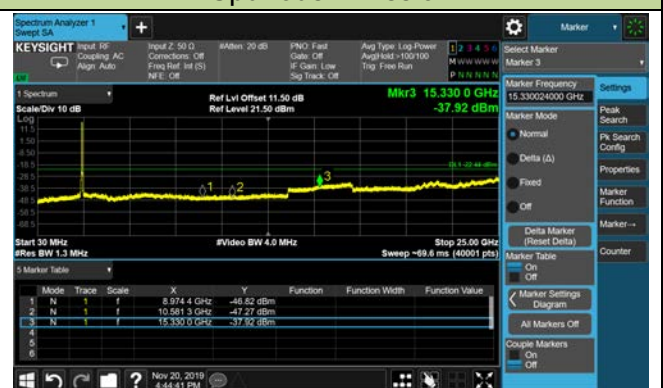 Spectrum Analyzer 1
Swept SA
Marker
KEYSIGHT
Input: RF
Coupling: AC
Align: Auto
Input Z: 50 Ω
Corrections: Off
Freq Ref: Int (S)
NFE: Off
#Atten: 20 dB
PNO: Fast
Gate: Off
IF Gain: Low
Sig Track: Off
Avg Type: Log-Power
Avg|Hold: >100/100
Trig: Free Run
1 2 3 4 5 6
M W W W W W
P N N N N N
Select Marker
Marker 3
1 Spectrum
Ref Lvl Offset 11.50 dB
Mkr3 15.330 0 GHz
Scale/Div 10 dB
Ref Level 21.50 dBm
-37.92 dBm
Log
11.5
1.50
-8.50
-18.5
-28.5
-38.5
-48.5
-58.5
-68.5
1
2
3
Start 30 MHz
#Video BW 4.0 MHz
Stop 25.00 GHz
#Res BW 1.3 MHz
Sweep ~69.6 ms (40001 pts)
5 Marker Table
Mode Trace Scale X Y Function Function Width Function Value
1 N 1 f 8.974 4 GHz -46.82 dBm
2 N 1 f 10.581 3 GHz -47.27 dBm
3 N 1 f 15.330 0 GHz -37.92 dBm
4
5
6
Nov 20, 2019
4:44:41 PM
Marker Frequency
15.330024000 GHz
Marker Mode
Normal
Delta (Δ)
Fixed
Off
Delta Marker
(Reset Delta)
Marker Table
On
Off
Marker Settings
Diagram
All Markers Off
Couple Markers
On
Off
Settings
Peak
Search
Pk Search
Config
Properties
Marker
Function
Marker→
Counter